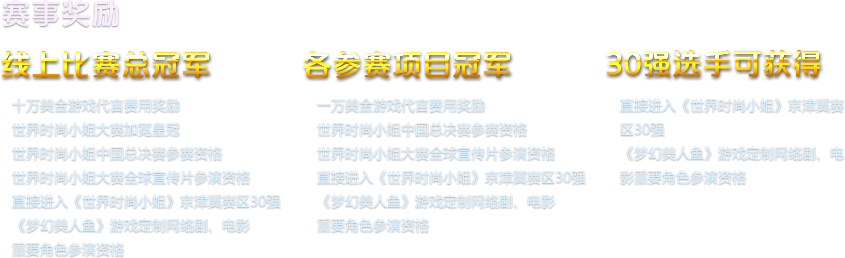 赛事奖励
线上比赛总冠军
十万美金游戏代言费用奖励
世界时尚小姐大赛加冕皇冠
世界时尚小姐中国总决赛参赛资格
世界时尚小姐大赛全球宣传片参演资格
直接进入《世界时尚小姐》京津冀赛区30强
《梦幻美人鱼》游戏定制网络剧、电影
重要角色参演资格
各参赛项目冠军
一万美金游戏代言费用奖励
世界时尚小姐中国总决赛参赛资格
世界时尚小姐大赛全球宣传片参演资格
直接进入《世界时尚小姐》京津冀赛区30强
《梦幻美人鱼》游戏定制网络剧、电影
重要角色参演资格
30强选手可获得
直接进入《世界时尚小姐》京津冀赛
区30强
《梦幻美人鱼》游戏定制网络剧、电
影重要角色参演资格